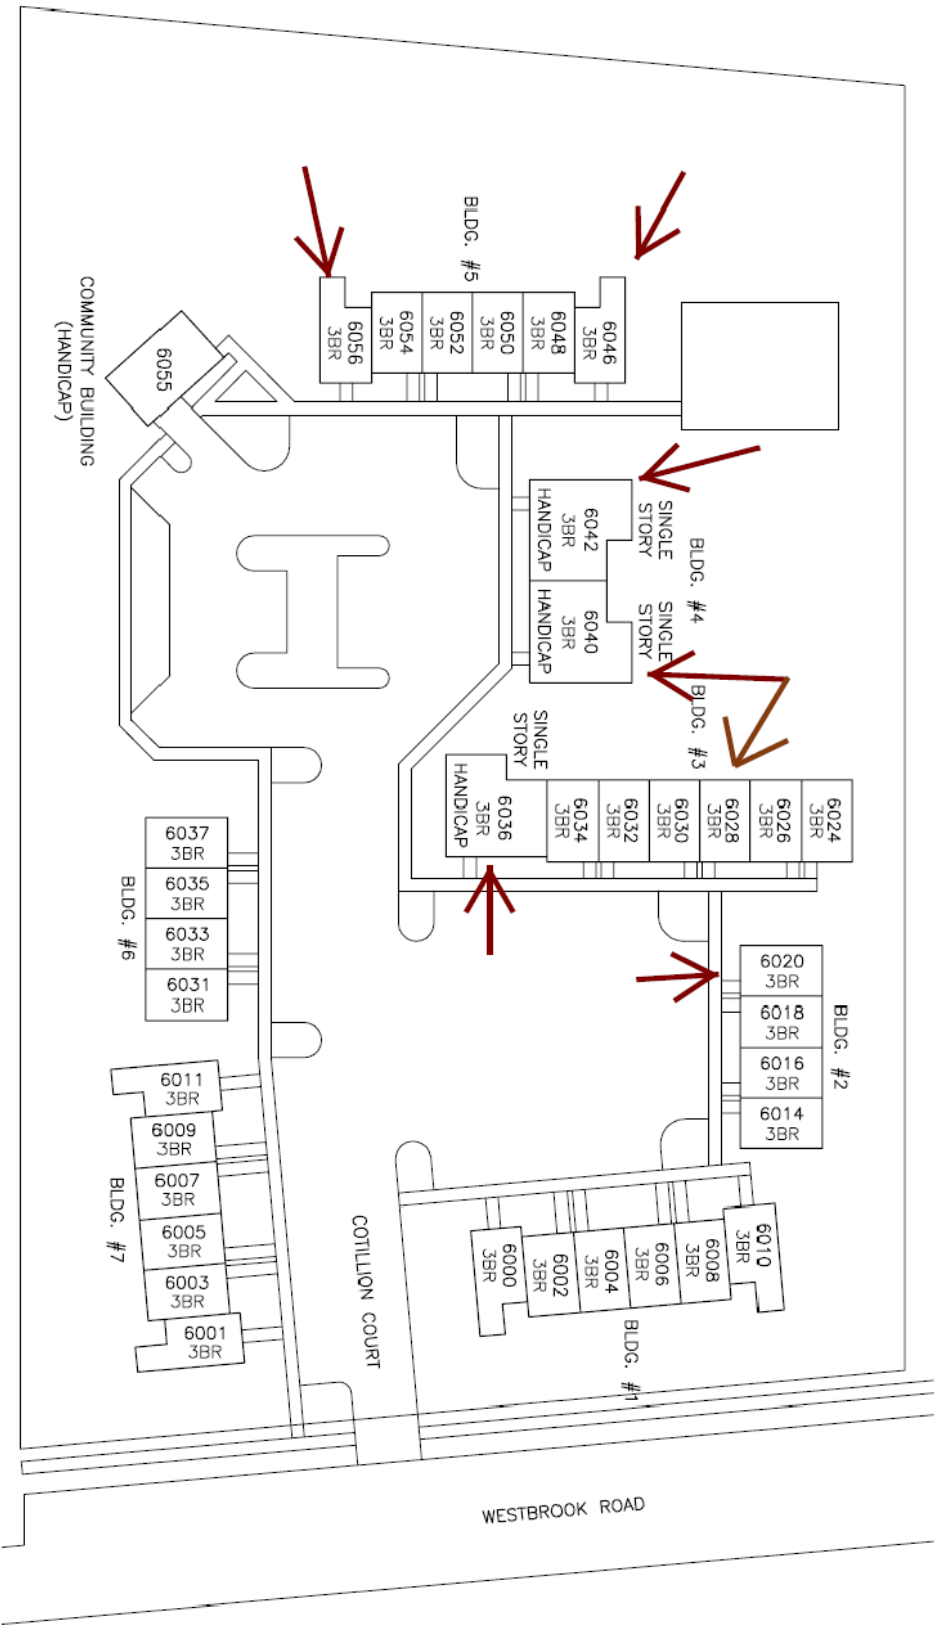 BLDG. #5
6056
3BR
6054
3BR
6052
3BR
6050
3BR
6048
3BR
6046
3BR
COMMUNITY BUILDING
(HANDICAP)
6055
BLDG. #4
SINGLE
STORY
6042
3BR
HANDICAP
SINGLE
STORY
6040
3BR
HANDICAP
BLDG. #3
SINGLE
STORY
6036
3BR
HANDICAP
6034
3BR
6032
3BR
6030
3BR
6028
3BR
6026
3BR
6024
3BR
6037
3BR
6035
3BR
6033
3BR
6031
3BR
BLDG. #6
6020
3BR
6018
3BR
6016
3BR
6014
3BR
BLDG. #2
6011
3BR
6009
3BR
6007
3BR
6005
3BR
6003
3BR
6001
3BR
BLDG. #7
COTILLION COURT
6000
3BR
6002
3BR
6004
3BR
6006
3BR
6008
3BR
6010
3BR
BLDG. #1
WESTBROOK ROAD